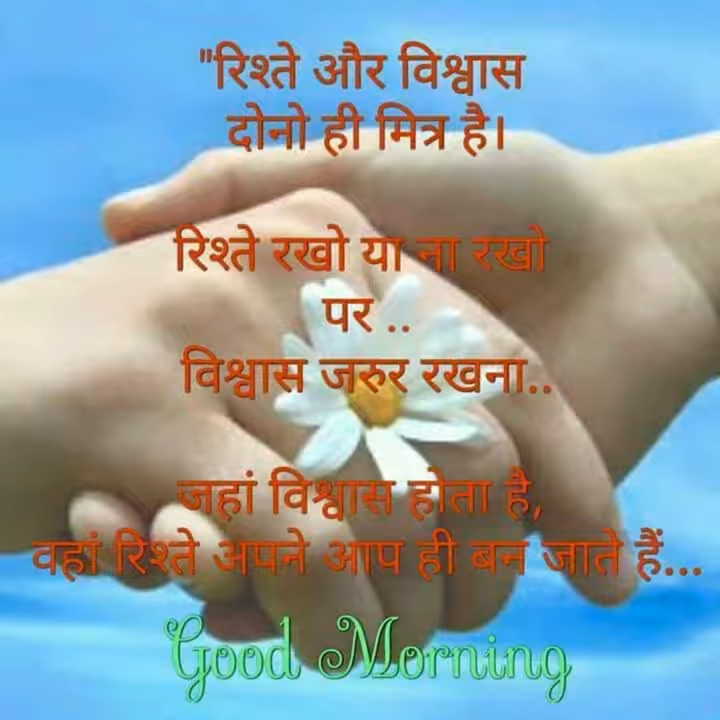 "रिश्ते और विश्वास
दोनो ही मित्र है।
रिश्ते रखो या ना रखो
पर ..
विश्वास जरुर रखना..
जहां विश्वास होता है,
वहां रिश्ते अपने आप ही बन जाते हैं...
Good Morning